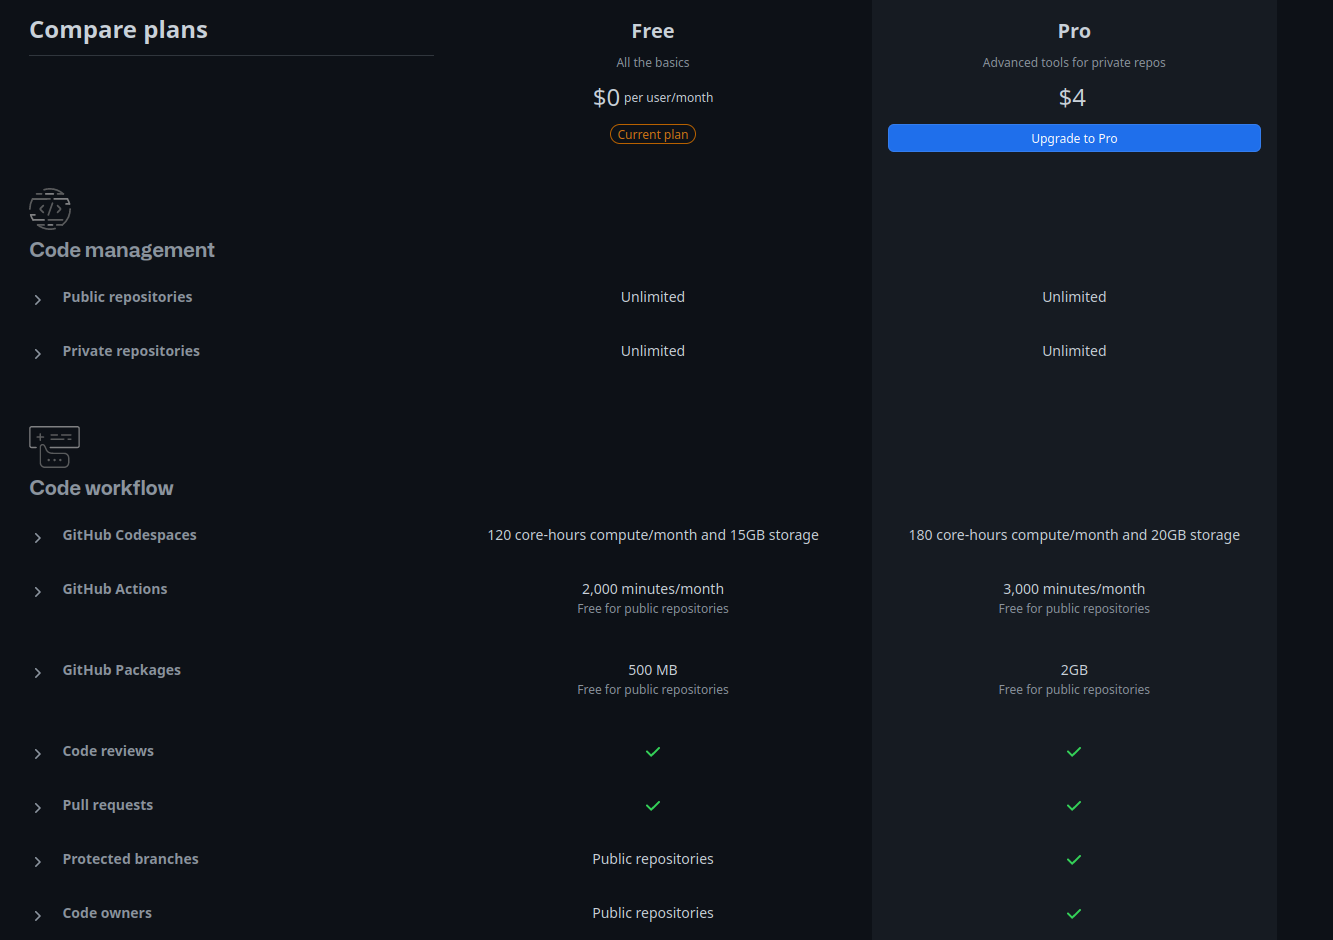 Compare plans
Free
Pro
All the basics
Advanced tools for private repos
$0 per user/month
$4
Current plan
Upgrade to Pro
Code management
Public repositories
Unlimited
Unlimited
Private repositories
Unlimited
Unlimited
Code workflow
GitHub Codespaces
120 core-hours compute/month and 15GB storage
180 core-hours compute/month and 20GB storage
GitHub Actions
2,000 minutes/month
Free for public repositories
3,000 minutes/month
Free for public repositories
GitHub Packages
500 MB
Free for public repositories
2GB
Free for public repositories
Code reviews
Pull requests
Protected branches
Public repositories
Code owners
Public repositories